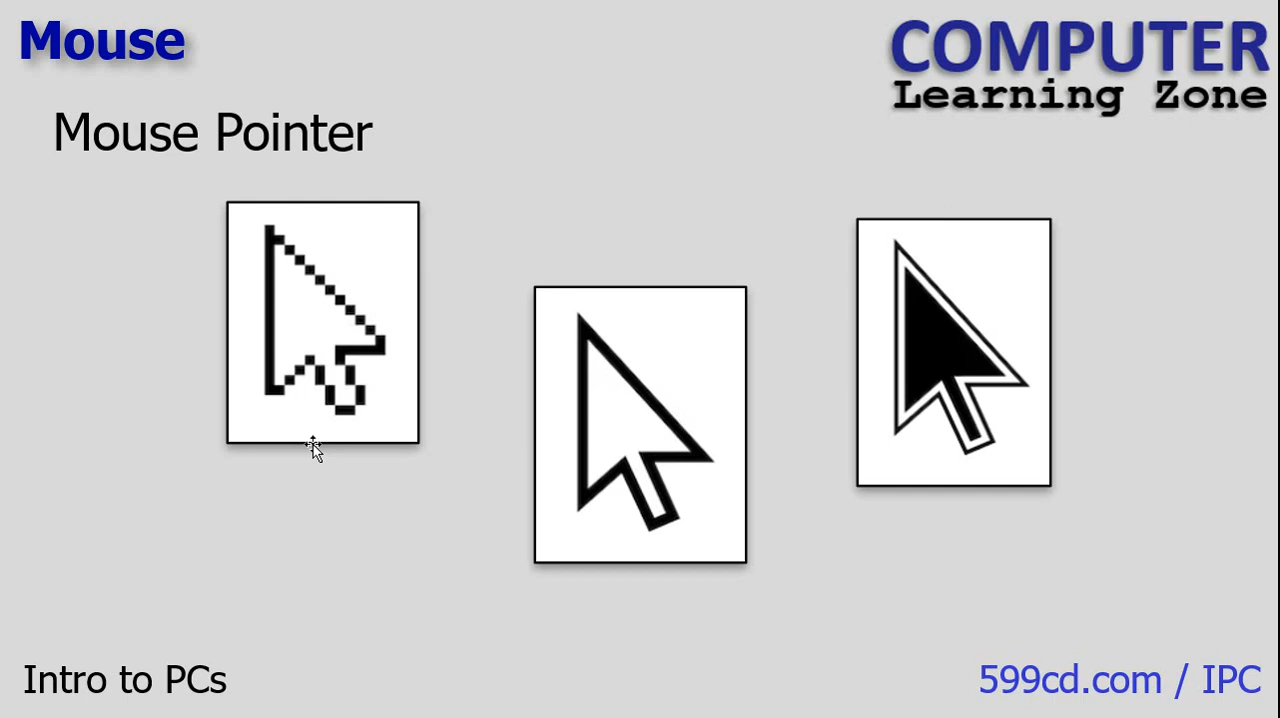 Mouse
COMPUTER
Learning Zone
Mouse Pointer
Intro to PCs
599cd.com / IPC